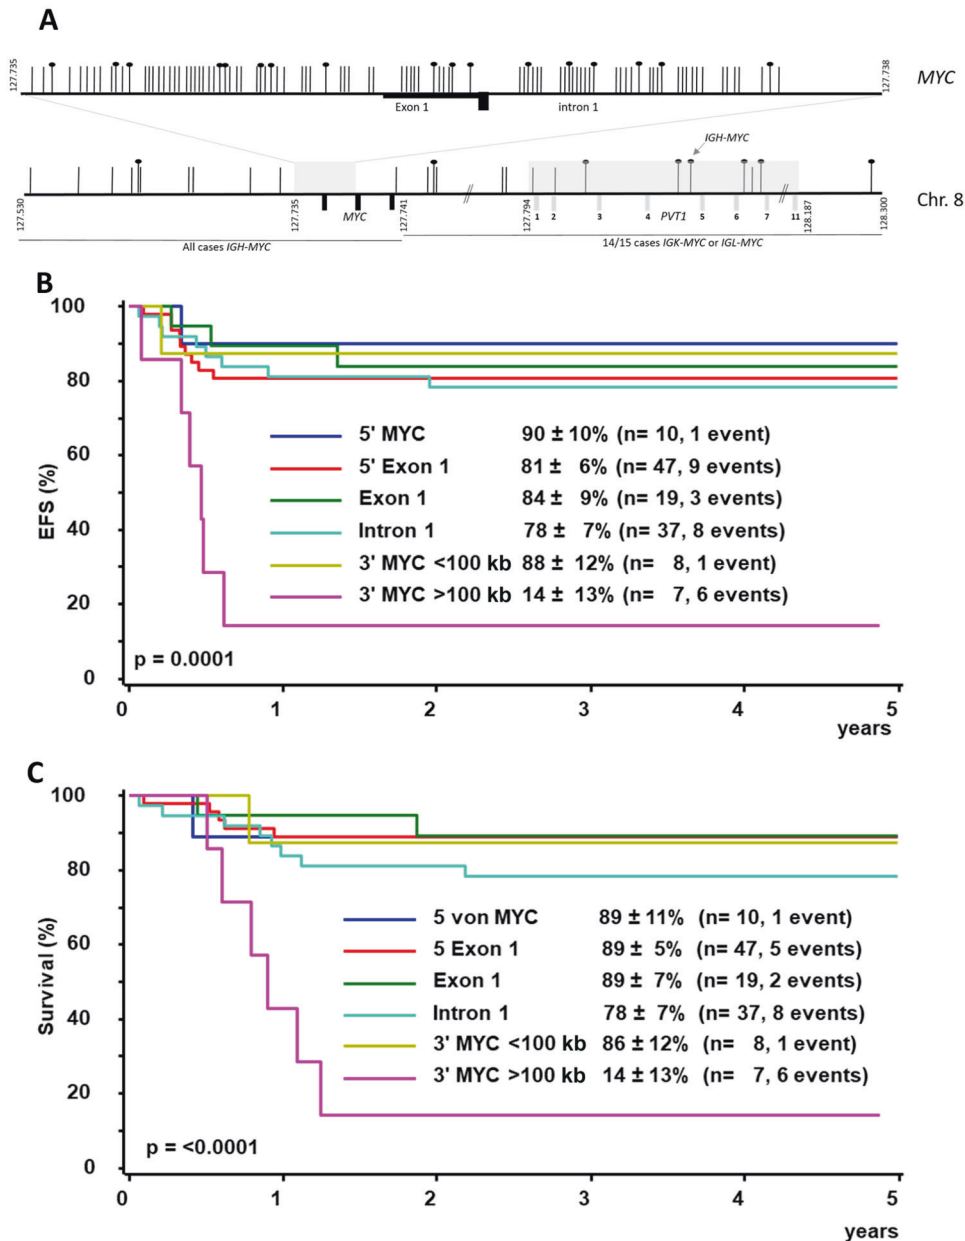 A
127.735
127.738
MYC
Exon 1
intron 1
IGH-MYC
Chr. 8
127.530
127.735
MYC
127.741
127.794
1 2 3 4 PVT1 5 6 7 11
128.187
128.300
All cases IGH-MYC
14/15 cases IGK-MYC or IGL-MYC
B
EFS (%)
100
80
60
40
20
0
5' MYC 90 ± 10% (n= 10, 1 event)
5' Exon 1 81 ± 6% (n= 47, 9 events)
Exon 1 84 ± 9% (n= 19, 3 events)
Intron 1 78 ± 7% (n= 37, 8 events)
3' MYC <100 kb 88 ± 12% (n= 8, 1 event)
3' MYC >100 kb 14 ± 13% (n= 7, 6 events)
p = 0.0001
0 1 2 3 4 5
years
C
Survival (%)
100
80
60
40
20
0
5 von MYC 89 ± 11% (n= 10, 1 event)
5 Exon 1 89 ± 5% (n= 47, 5 events)
Exon 1 89 ± 7% (n= 19, 2 events)
Intron 1 78 ± 7% (n= 37, 8 events)
3' MYC <100 kb 86 ± 12% (n= 8, 1 event)
3' MYC >100 kb 14 ± 13% (n= 7, 6 events)
p = <0.0001
0 1 2 3 4 5
years